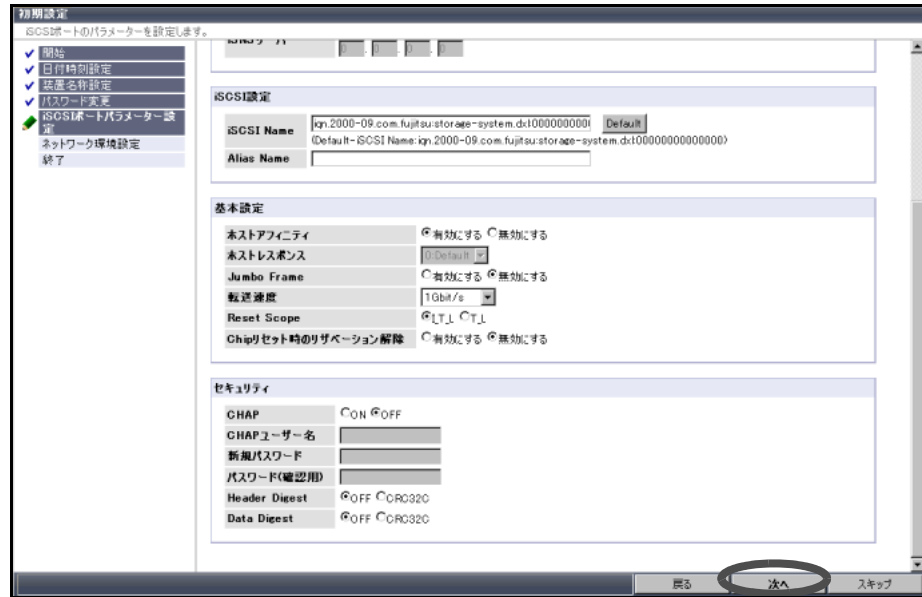 初期設定
iSCSIポートのパラメーターを設定します。
開始
日付時刻設定
装置名称設定
パスワード変更
iSCSIポートパラメーター設定
ネットワーク環境設定
終了
0 . 0 . 0 . 0
iSCSI設定
iSCSI Name iqn.2000-09.com.fujitsu:storage-system.dxl000000000 Default
(Default-iSCSI Name:iqn.2000-09.com.fujitsu:storage-system.dxl00000000000000)
Alias Name
基本設定
ホストアフィニティ 有効にする 無効にする
ホストレスポンス 0:Default
Jumbo Frame 有効にする 無効にする
転送速度 1Gbit/s
Reset Scope I_T_L T_L
Chipリセット時のリザベーション解除 有効にする 無効にする
セキュリティ
CHAP ON OFF
CHAPユーザー名
新規パスワード
パスワード(確認用)
Header Digest OFF CRC32C
Data Digest OFF CRC32C
戻る 次へ スキップ